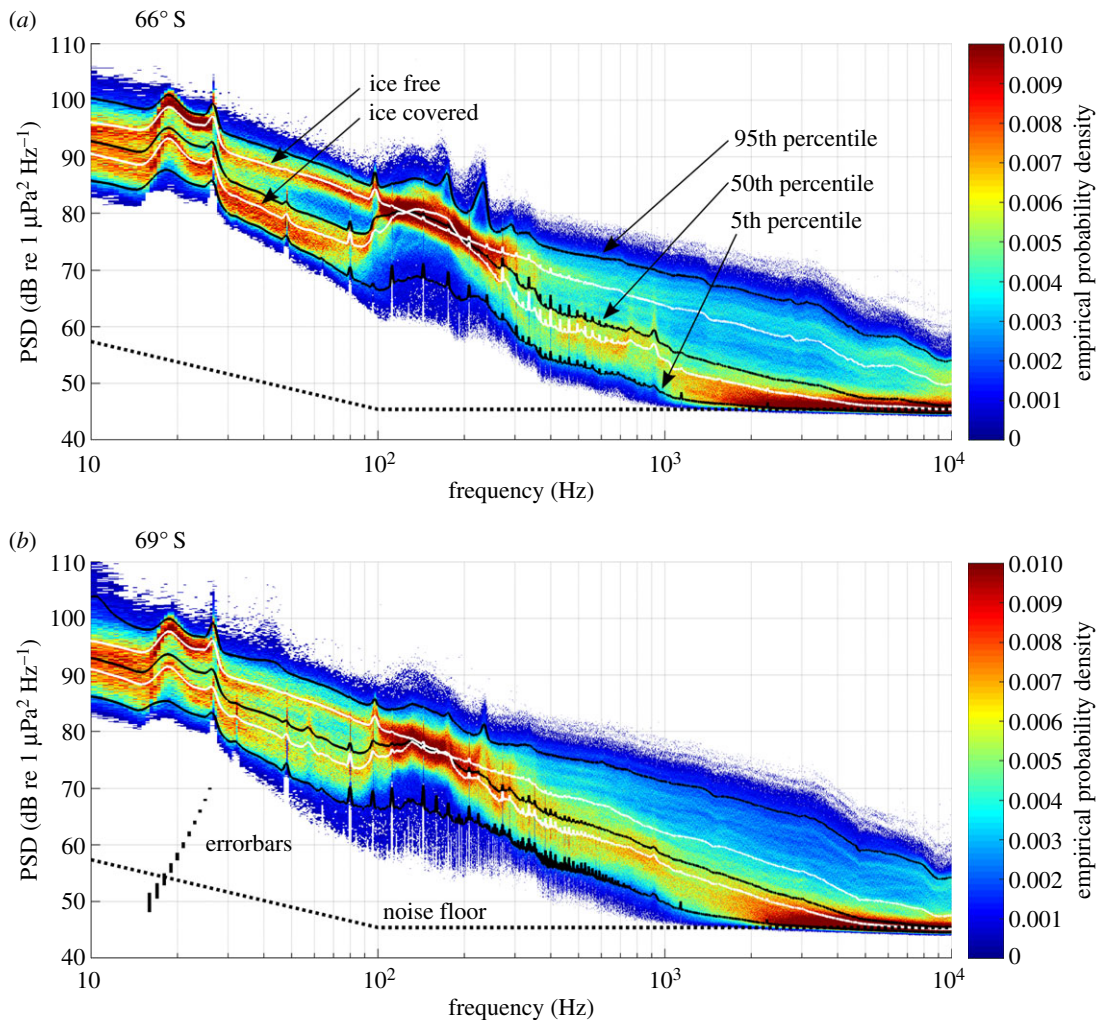 (a) 66° S
110
100
90
80
70
60
50
40
PSD (dB re 1 µPa² Hz⁻¹)
ice free
ice covered
95th percentile
50th percentile
5th percentile
10 10² 10³ 10⁴
frequency (Hz)
0.010
0.009
0.008
0.007
0.006
0.005
0.004
0.003
0.002
0.001
0
empirical probability density
(b) 69° S
110
100
90
80
70
60
50
40
PSD (dB re 1 µPa² Hz⁻¹)
errorbars
noise floor
10 10² 10³ 10⁴
frequency (Hz)
0.010
0.009
0.008
0.007
0.006
0.005
0.004
0.003
0.002
0.001
0
empirical probability density